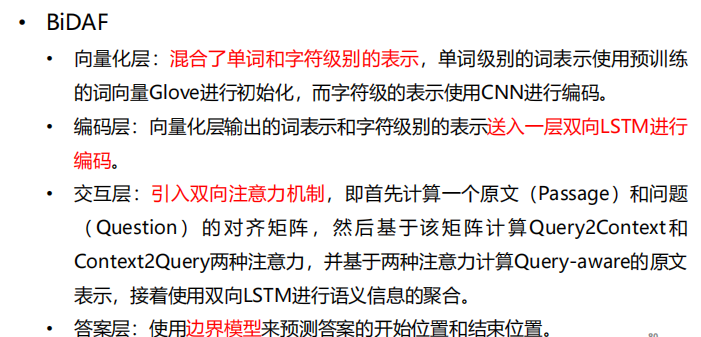 • BiDAF
• 向量化层：混合了单词和字符级别的表示，单词级别的词表示使用预训练
的词向量Glove进行初始化，而字符级的表示使用CNN进行编码。
• 编码层：向量化层输出的词表示和字符级别的表示送入一层双向LSTM进行
编码。
• 交互层：引入双向注意力机制，即首先计算一个原文（Passage）和问题
（Question）的对齐矩阵，然后基于该矩阵计算Query2Context和
Context2Query两种注意力，并基于两种注意力计算Query-aware的原文
表示，接着使用双向LSTM进行语义信息的聚合。
• 答案层：使用边界模型来预测答案的开始位置和结束位置。